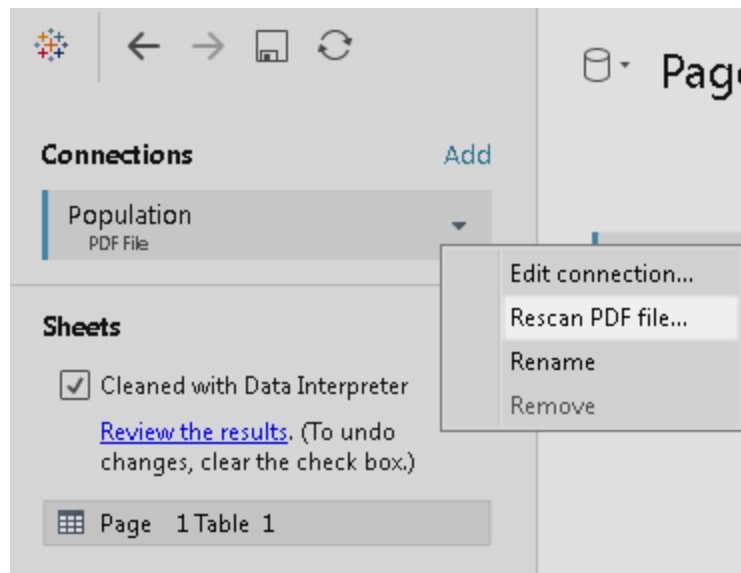 Page
Connections
Add
Population
PDF File
Edit connection...
Rescan PDF file...
Rename
Remove
Sheets
Cleaned with Data Interpreter
Review the results. (To undo
changes, clear the check box.)
Page 1 Table 1